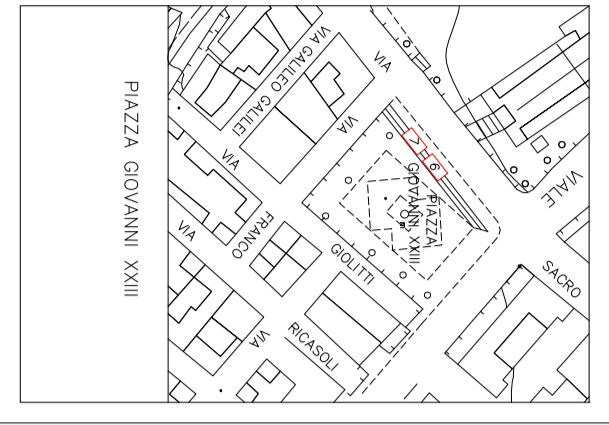 PIAZZA GIOVANNI XXIII
VIA GALILEO GALILEI
VIA
VIA
VIA
VIA
FRANCO
VIA
RICASOLI
GIOLITTI
PIAZZA
GIOVANNI XXIII
7
6
VIALE
SACRO